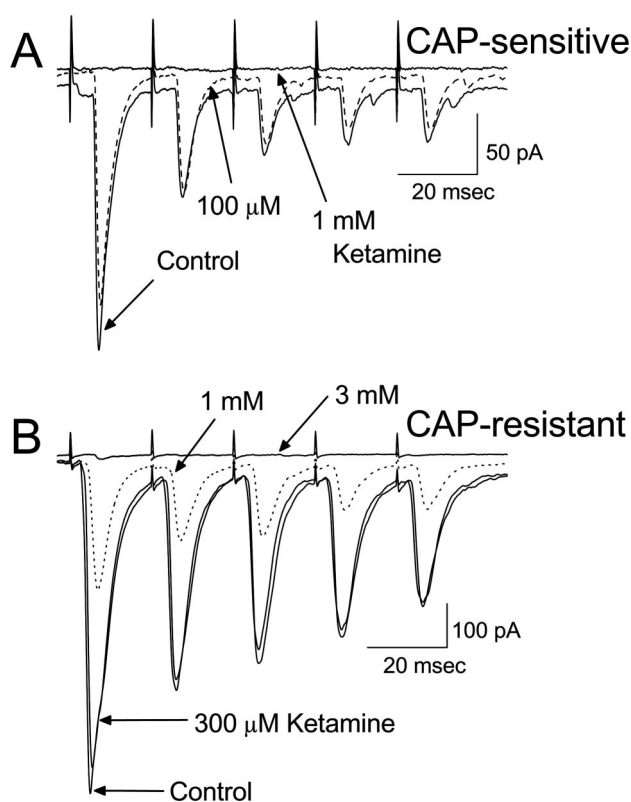 A
CAP-sensitive
50 pA
20 msec
100 μM
1 mM
Ketamine
Control
B
1 mM
3 mM
CAP-resistant
100 pA
20 msec
300 μM Ketamine
Control